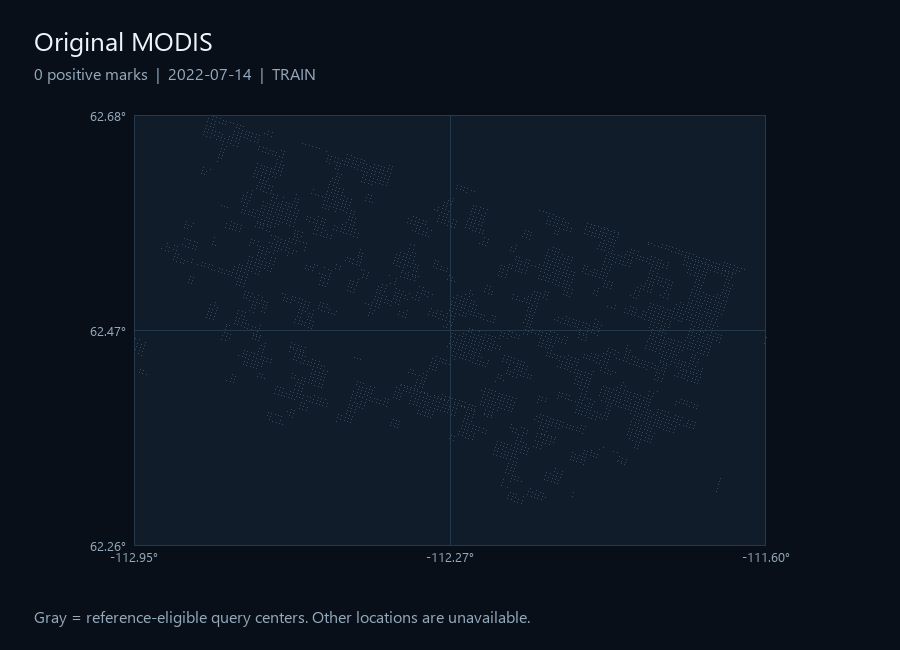 Original MODIS
0 positive marks | 2022-07-14 | TRAIN
62.68°
62.47°
62.26°
-112.95°
-112.27°
-111.60°
Gray = reference-eligible query centers. Other locations are unavailable.